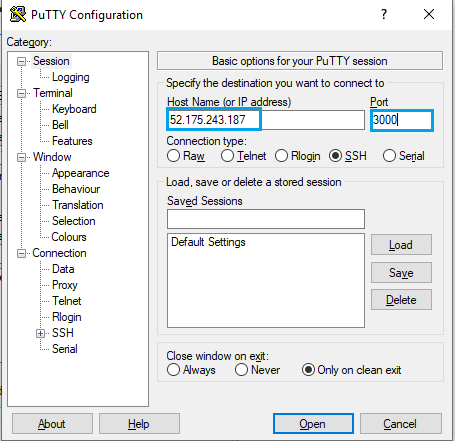 PuTTY Configuration
Category:
Session
Logging
Terminal
Keyboard
Bell
Features
Window
Appearance
Behaviour
Translation
Selection
Colours
Connection
Data
Proxy
Telnet
Rlogin
SSH
Serial
Basic options for your PuTTY session
Specify the destination you want to connect to
Host Name (or IP address) Port
52.175.243.187 3000
Connection type:
Raw Telnet Rlogin SSH Serial
Load, save or delete a stored session
Saved Sessions
Default Settings
Load
Save
Delete
Close window on exit:
Always Never Only on clean exit
About Help Open Cancel